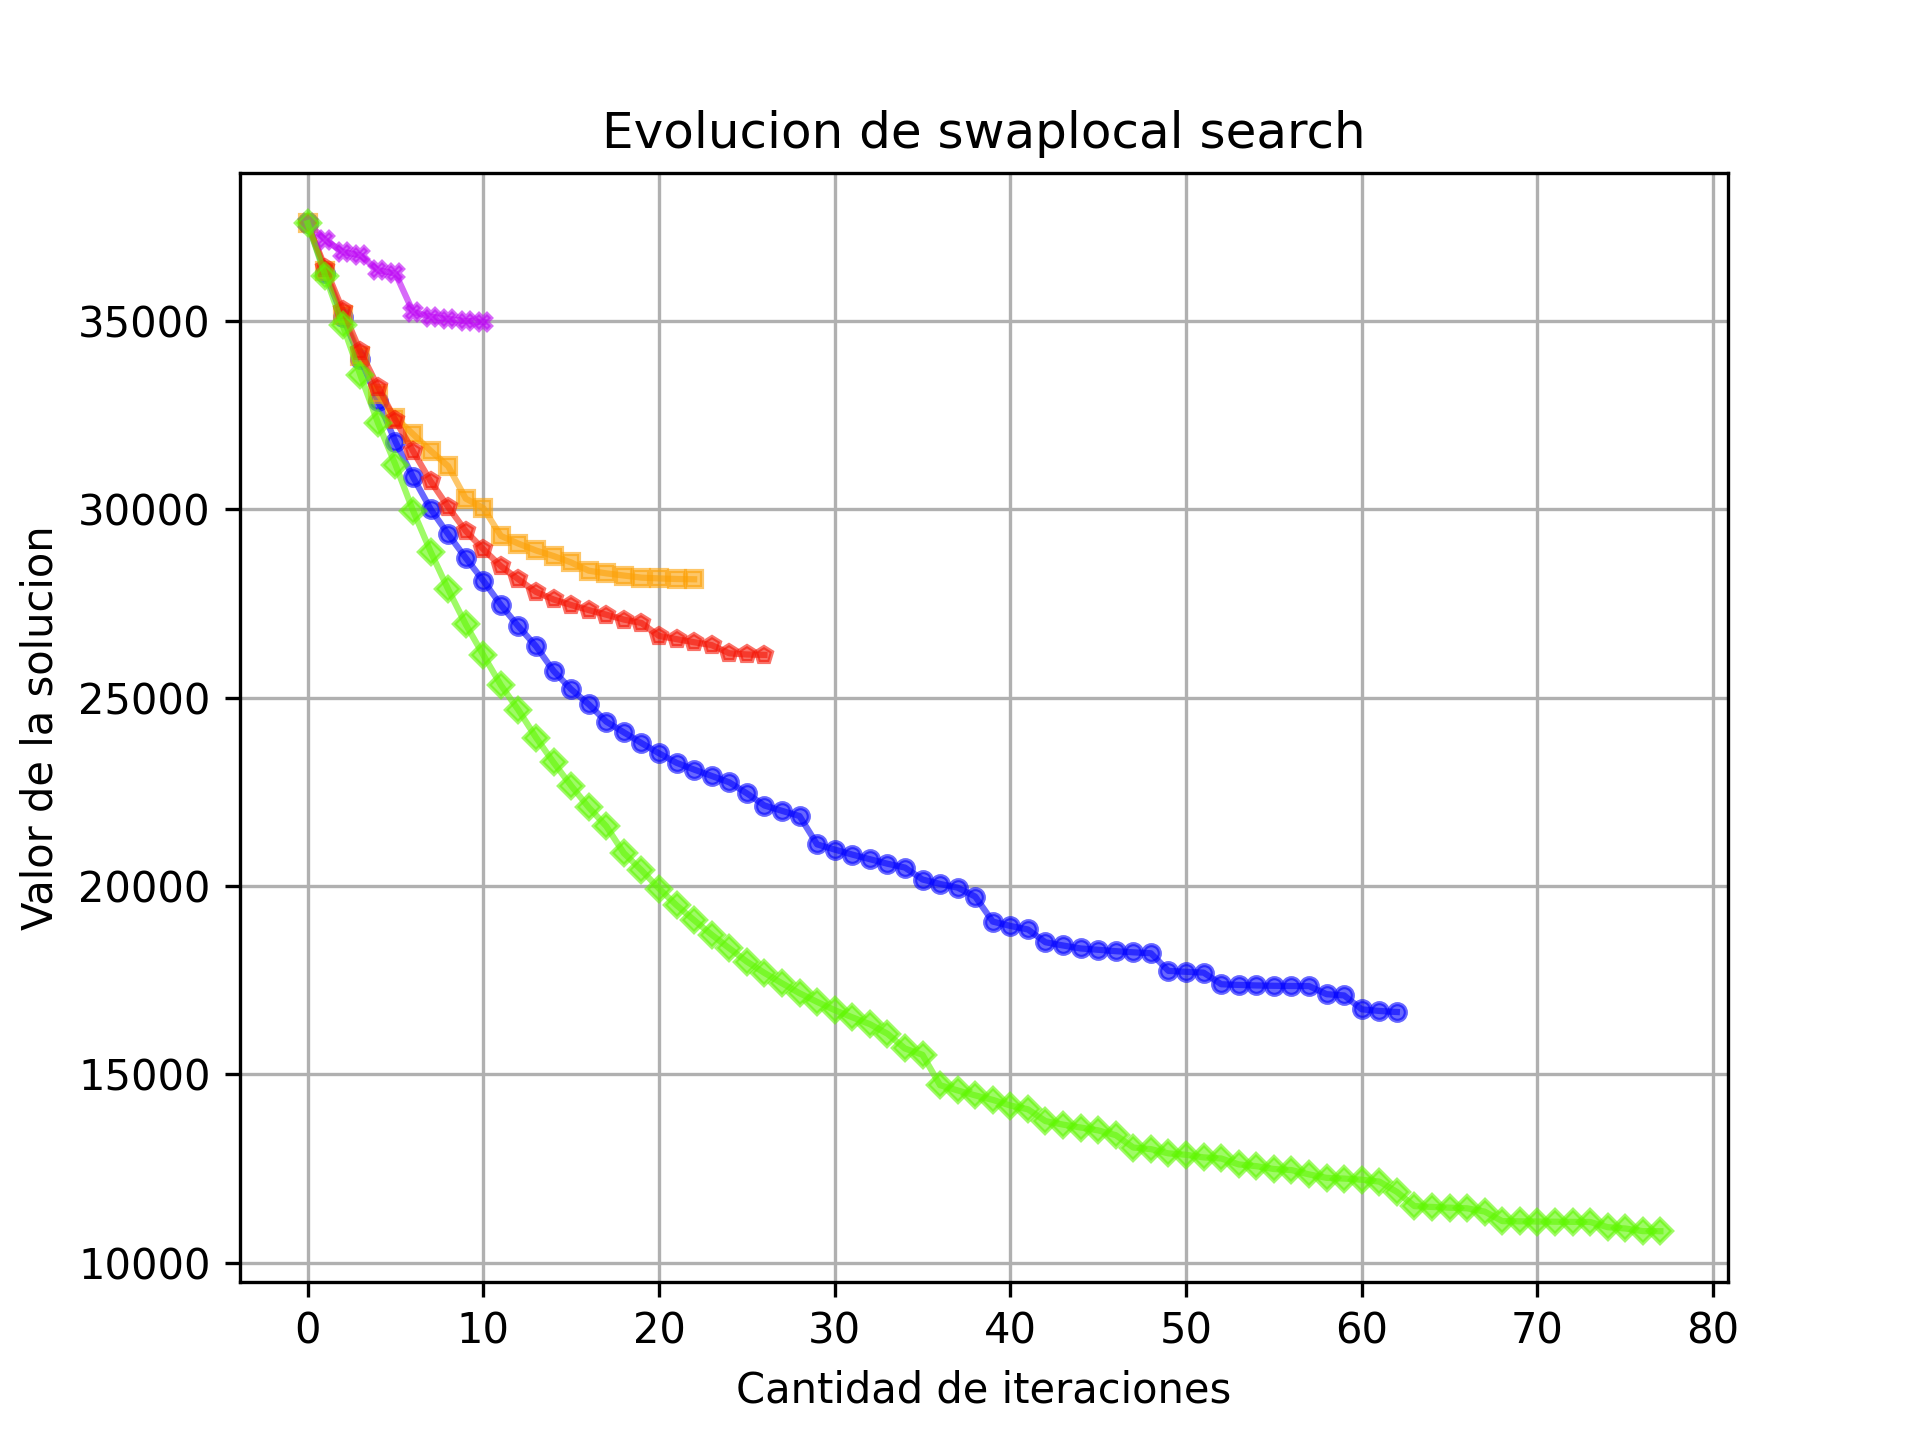 Evolucion de swaplocal search
Valor de la solucion
35000
30000
25000
20000
15000
10000
0 10 20 30 40 50 60 70 80
Cantidad de iteraciones